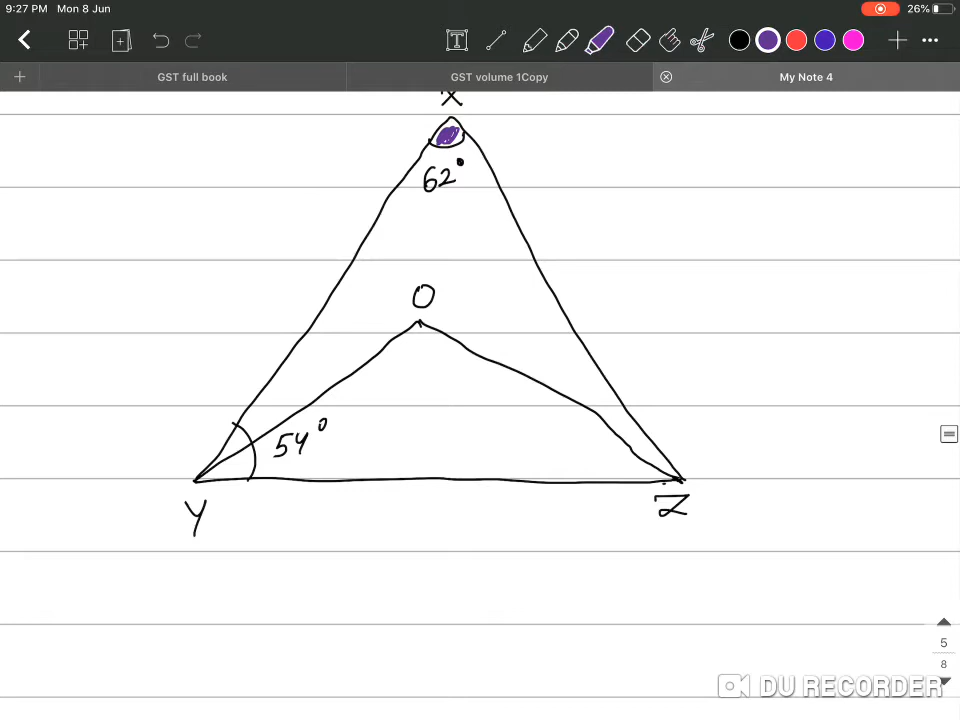 9:27 PM Mon 8 Jun
26%
GST full book
GST volume 1Copy
My Note 4
X
62°
O
54°
Y
Z
5
8
DU RECORDER